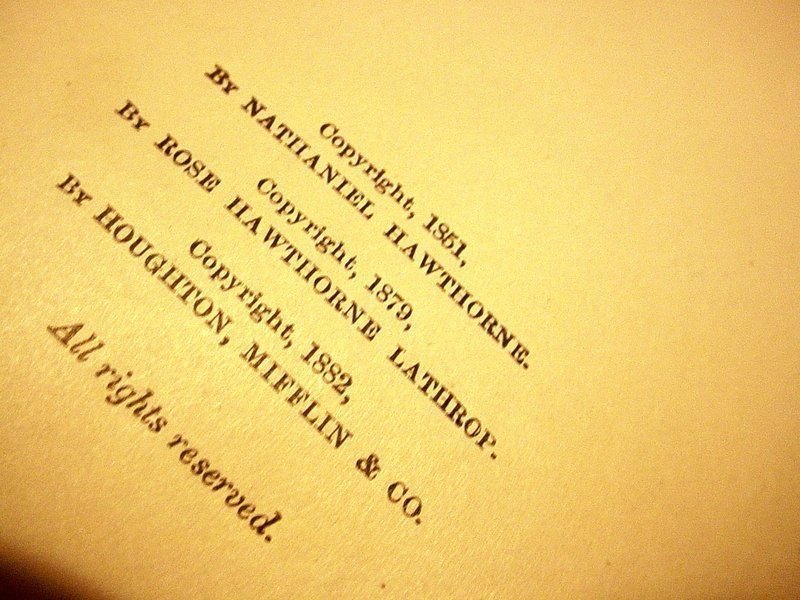 Copyright, 1851,
By NATHANIEL HAWTHORNE.
Copyright, 1879,
By ROSE HAWTHORNE LATHROP.
Copyright, 1882,
By HOUGHTON, MIFFLIN & CO.
All rights reserved.